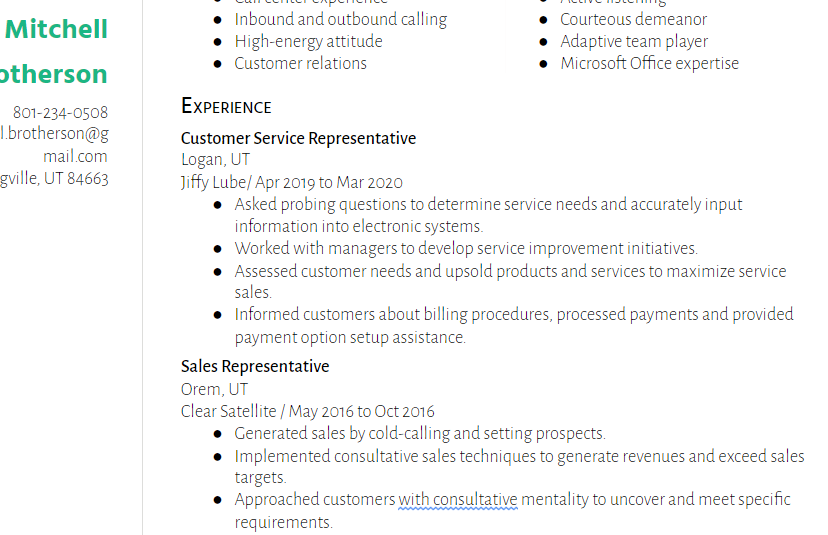 Mitchell
otherson
801-234-0508
l.brotherson@g
mail.com
gville, UT 84663
Call center experience
Active listening
● Inbound and outbound calling
● Courteous demeanor
● High-energy attitude
● Adaptive team player
● Customer relations
● Microsoft Office expertise
EXPERIENCE
Customer Service Representative
Logan, UT
Jiffy Lube/ Apr 2019 to Mar 2020
● Asked probing questions to determine service needs and accurately input
information into electronic systems.
● Worked with managers to develop service improvement initiatives.
● Assessed customer needs and upsold products and services to maximize service
sales.
● Informed customers about billing procedures, processed payments and provided
payment option setup assistance.
Sales Representative
Orem, UT
Clear Satellite / May 2016 to Oct 2016
● Generated sales by cold-calling and setting prospects.
● Implemented consultative sales techniques to generate revenues and exceed sales
targets.
● Approached customers with consultative mentality to uncover and meet specific
requirements.